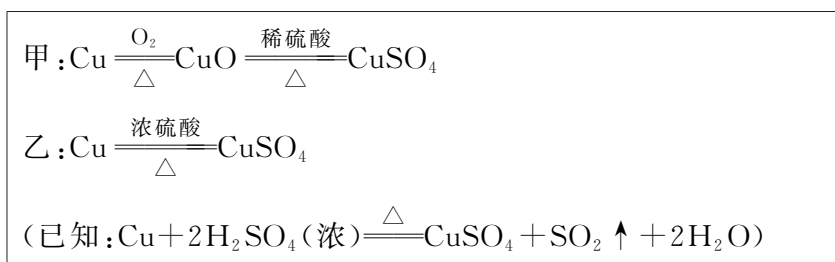 甲:Cu =O₂/△= CuO =稀硫酸/△= CuSO₄
乙:Cu =浓硫酸/△= CuSO₄
(已知:Cu+2H₂SO₄(浓) =△= CuSO₄+SO₂↑+2H₂O)